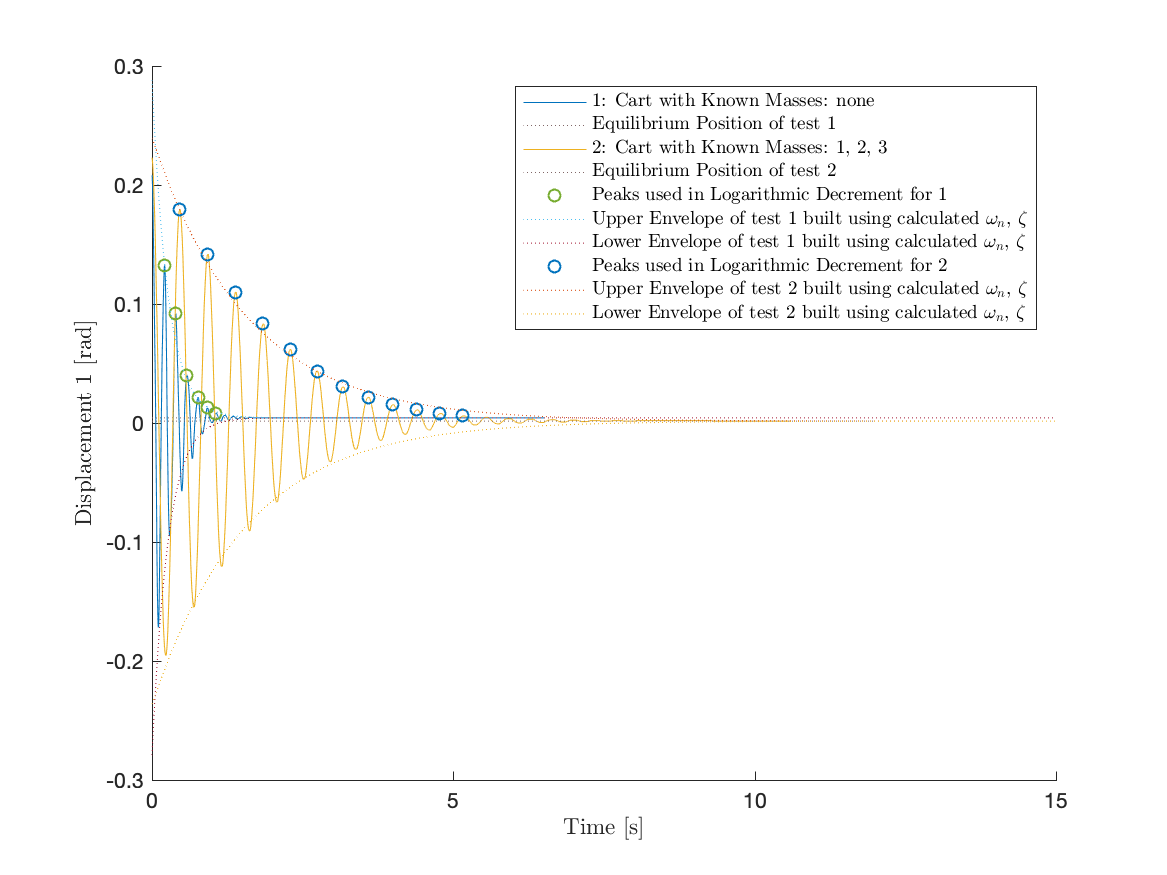 0.3
0.2
0.1
0
-0.1
-0.2
-0.3
Displacement 1 [rad]
1: Cart with Known Masses: none
Equilibrium Position of test 1
2: Cart with Known Masses: 1, 2, 3
Equilibrium Position of test 2
Peaks used in Logarithmic Decrement for 1
Upper Envelope of test 1 built using calculated ωn, ζ
Lower Envelope of test 1 built using calculated ωn, ζ
Peaks used in Logarithmic Decrement for 2
Upper Envelope of test 2 built using calculated ωn, ζ
Lower Envelope of test 2 built using calculated ωn, ζ
0 5 10 15
Time [s]